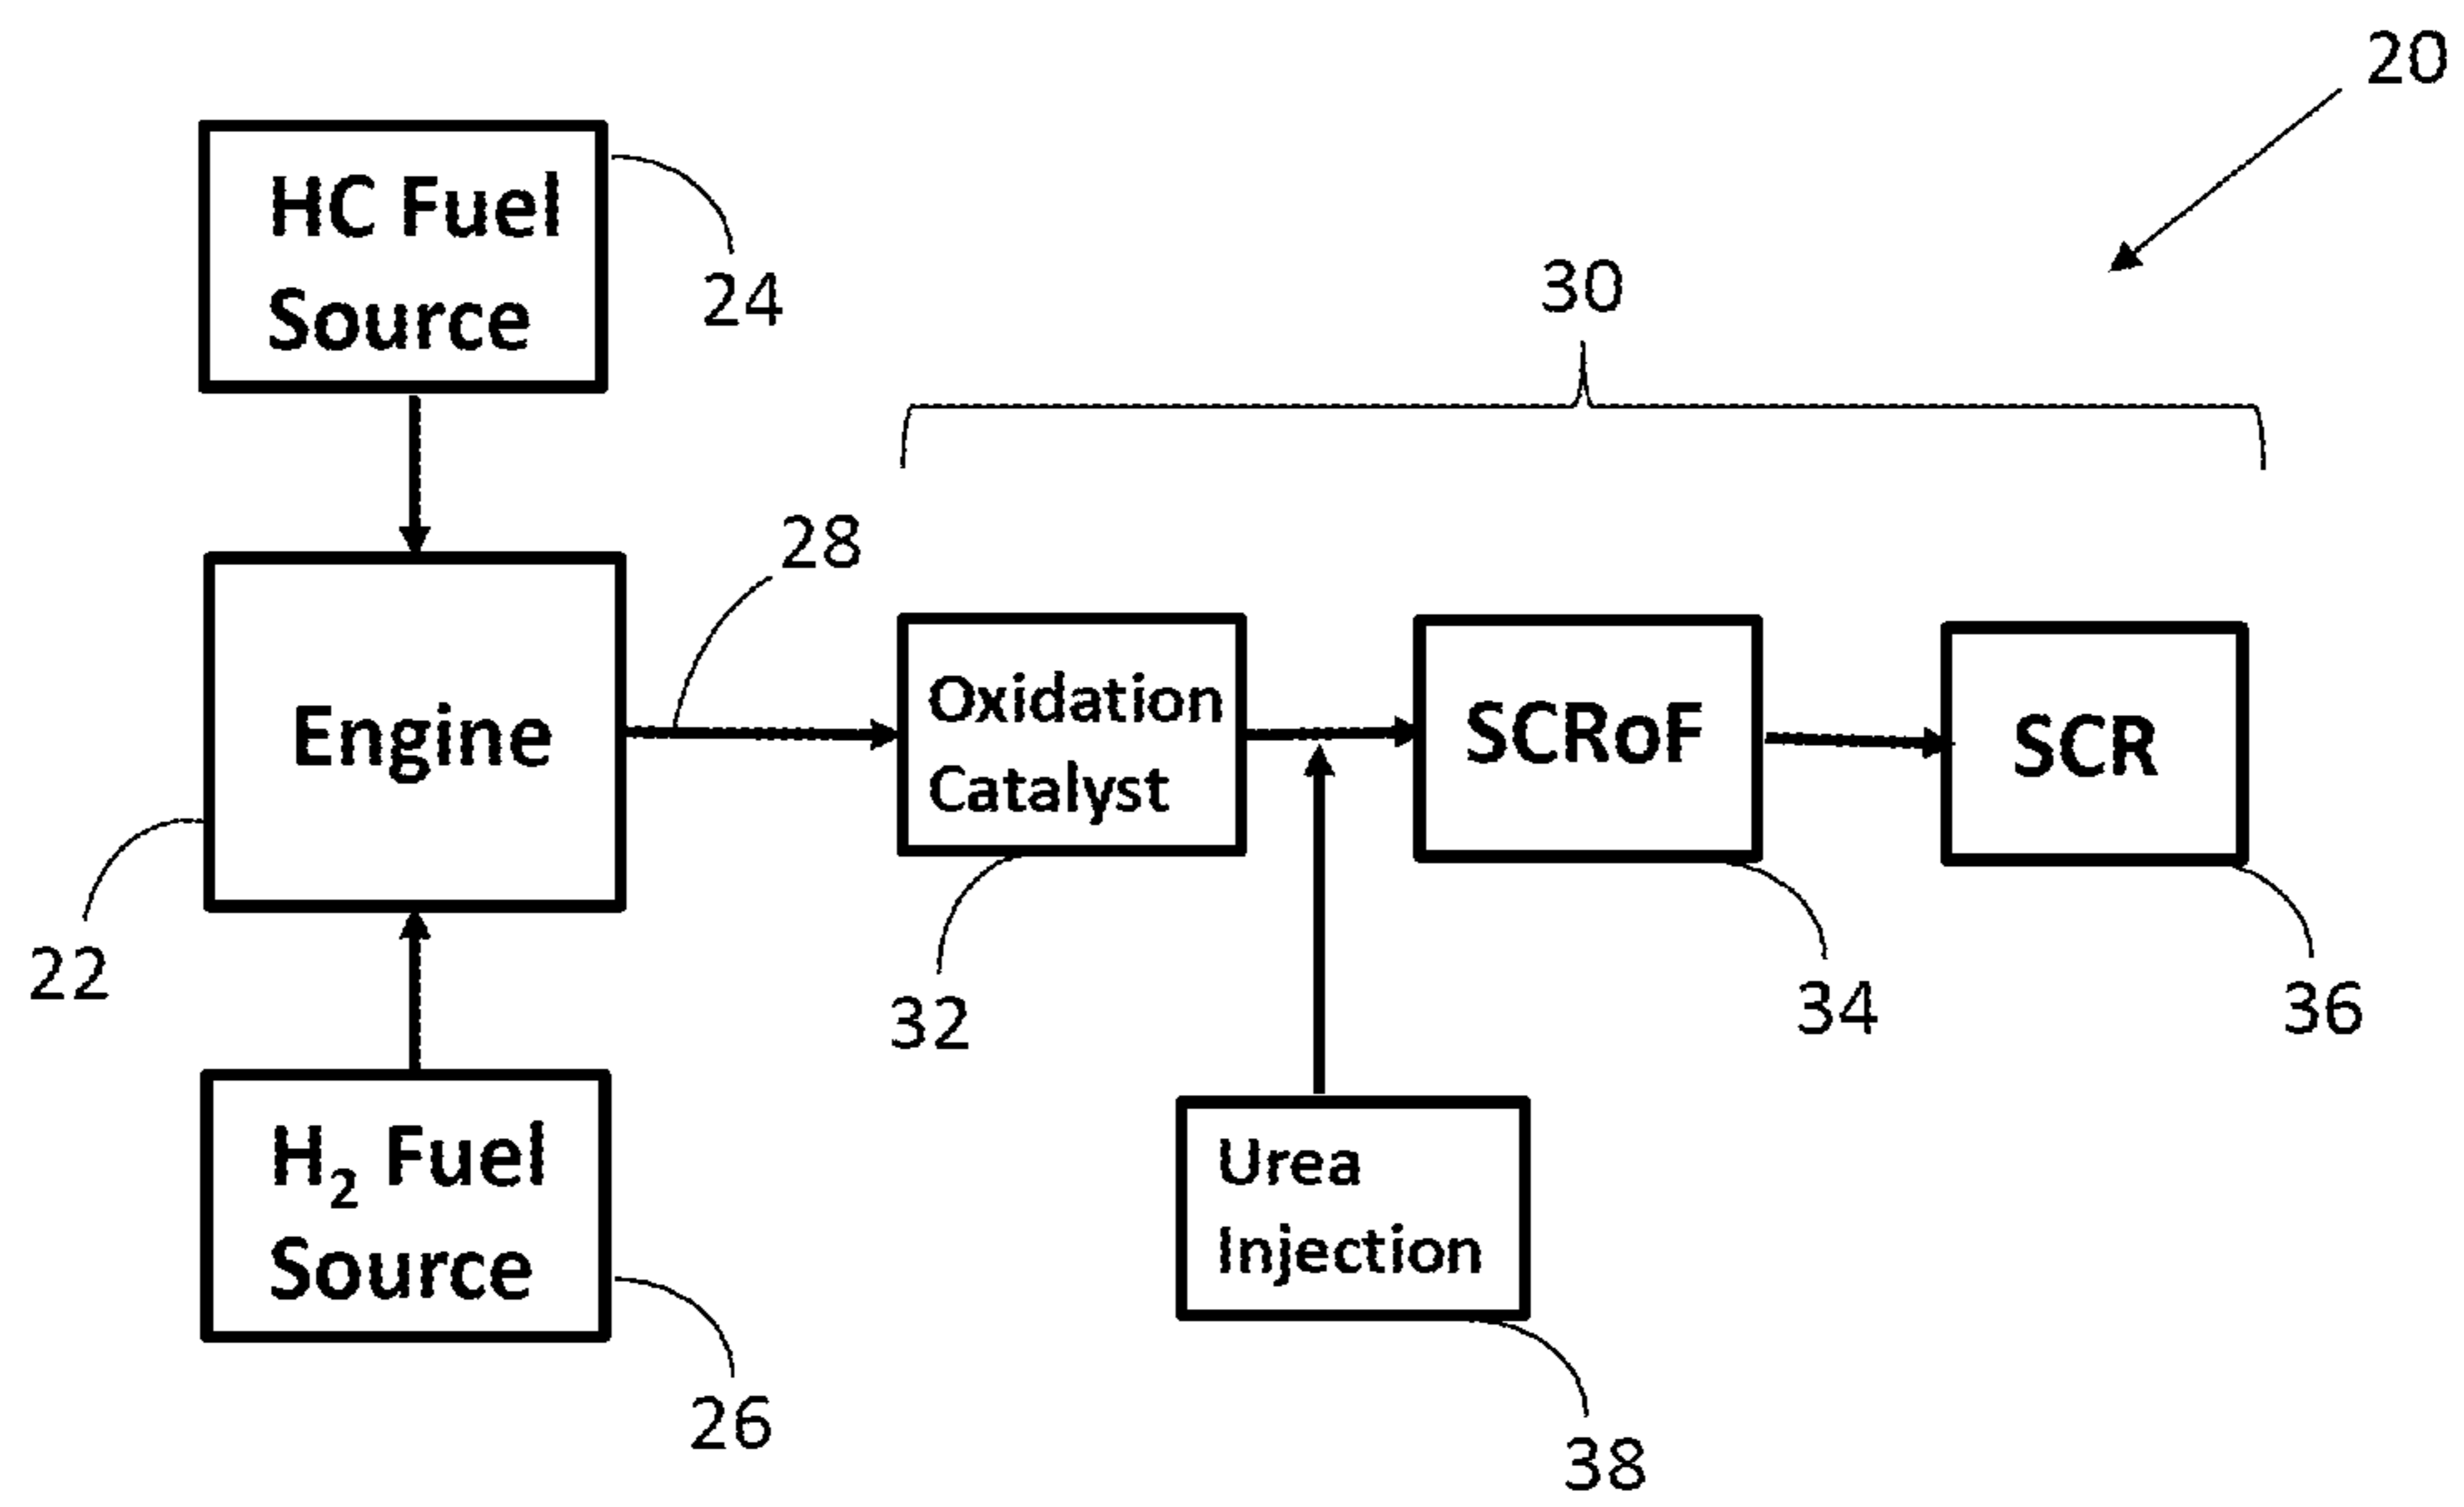 20
HC Fuel
Source
24
30
28
Engine
Oxidation
Catalyst
SCRoF
SCR
22
32
34
36
H₂ Fuel
Source
Urea
Injection
26
38